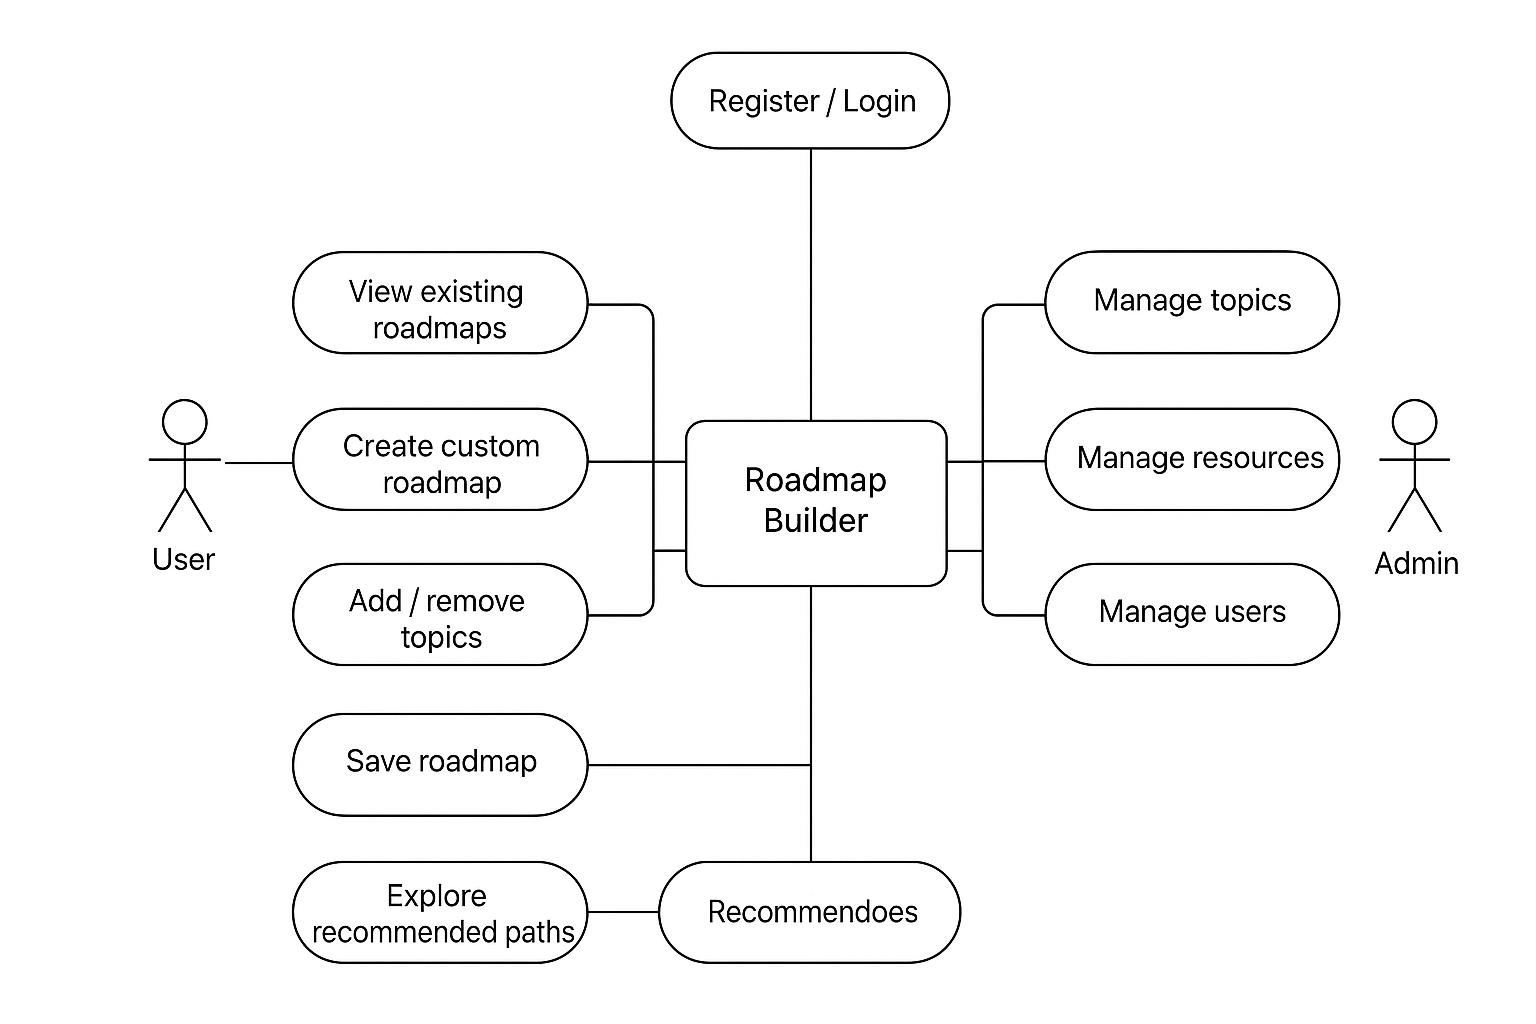 Register / Login
View existing
roadmaps
Manage topics
Create custom
roadmap
Roadmap
Builder
Manage resources
User
Admin
Add / remove
topics
Manage users
Save roadmap
Explore
recommended paths
Recommendoes